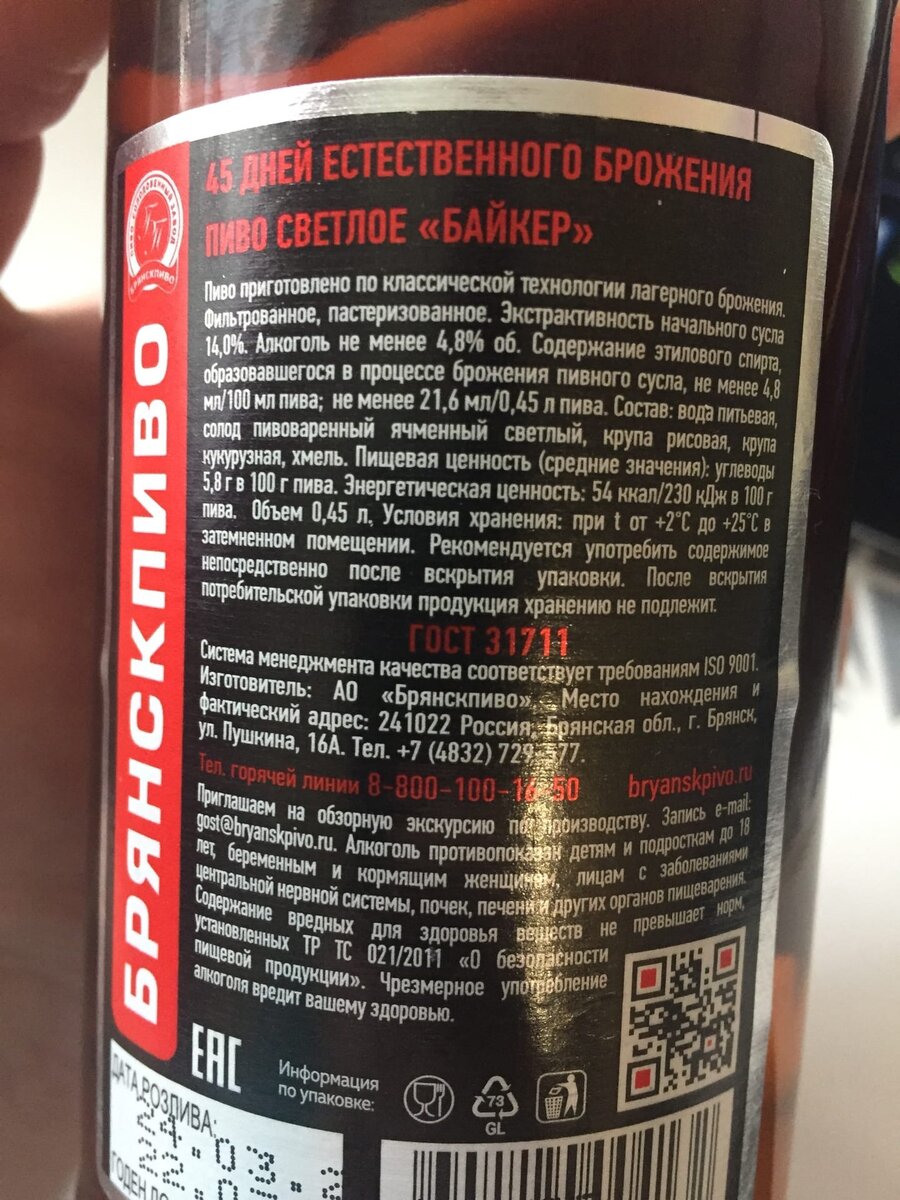 45 ДНЕЙ ЕСТЕСТВЕННОГО БРОЖЕНИЯ
ПИВО СВЕТЛОЕ «БАЙКЕР»
Пиво приготовлено по классической технологии лагерного брожения.
Фильтрованное, пастеризованное. Экстрактивность начального сусла
14,0%. Алкоголь не менее 4,8% об. Содержание этилового спирта,
образовавшегося в процессе брожения пивного сусла, не менее 4,8
мл/100 мл пива; не менее 21,6 мл/0,45 л пива. Состав: вода питьевая,
солод пивоваренный ячменный светлый, крупа рисовая, крупа
кукурузная, хмель. Пищевая ценность (средние значения): углеводы
5,8 г в 100 г пива. Энергетическая ценность: 54 ккал/230 кДж в 100 г
пива. Объем 0,45 л. Условия хранения: при t от +2°C до +25°C в
затемненном помещении. Рекомендуется употребить содержимое
непосредственно после вскрытия упаковки. После вскрытия
потребительской упаковки продукция хранению не подлежит.
ГОСТ 31711
Система менеджмента качества соответствует требованиям ISO 9001.
Изготовитель: АО «Брянскпиво». Место нахождения и
фактический адрес: 241022 Россия, Брянская обл., г. Брянск,
ул. Пушкина, 16А. Тел. +7 (4832)
Тел. горячей линии 8-800-100-16-50 bryanskpivo.ru
Приглашаем на обзорную экскурсию по производству. Запись e-mail:
gost@bryanskpivo.ru. Алкоголь противопоказан детям и подросткам до 18
лет, беременным и кормящим женщинам, лицам с заболеваниями
центральной нервной системы, почек, печени и других органов пищеварения.
Содержание вредных для здоровья веществ не превышает норм,
установленных ТР ТС 021/2011 «О безопасности
пищевой продукции». Чрезмерное употребление
алкоголя вредит вашему здоровью.
БРЯНСКПИВО
БРЯНСКПИВО
EAC
Информация
по упаковке:
73
GL
ДАТА РОЗЛИВА:
ГОДЕН ДО